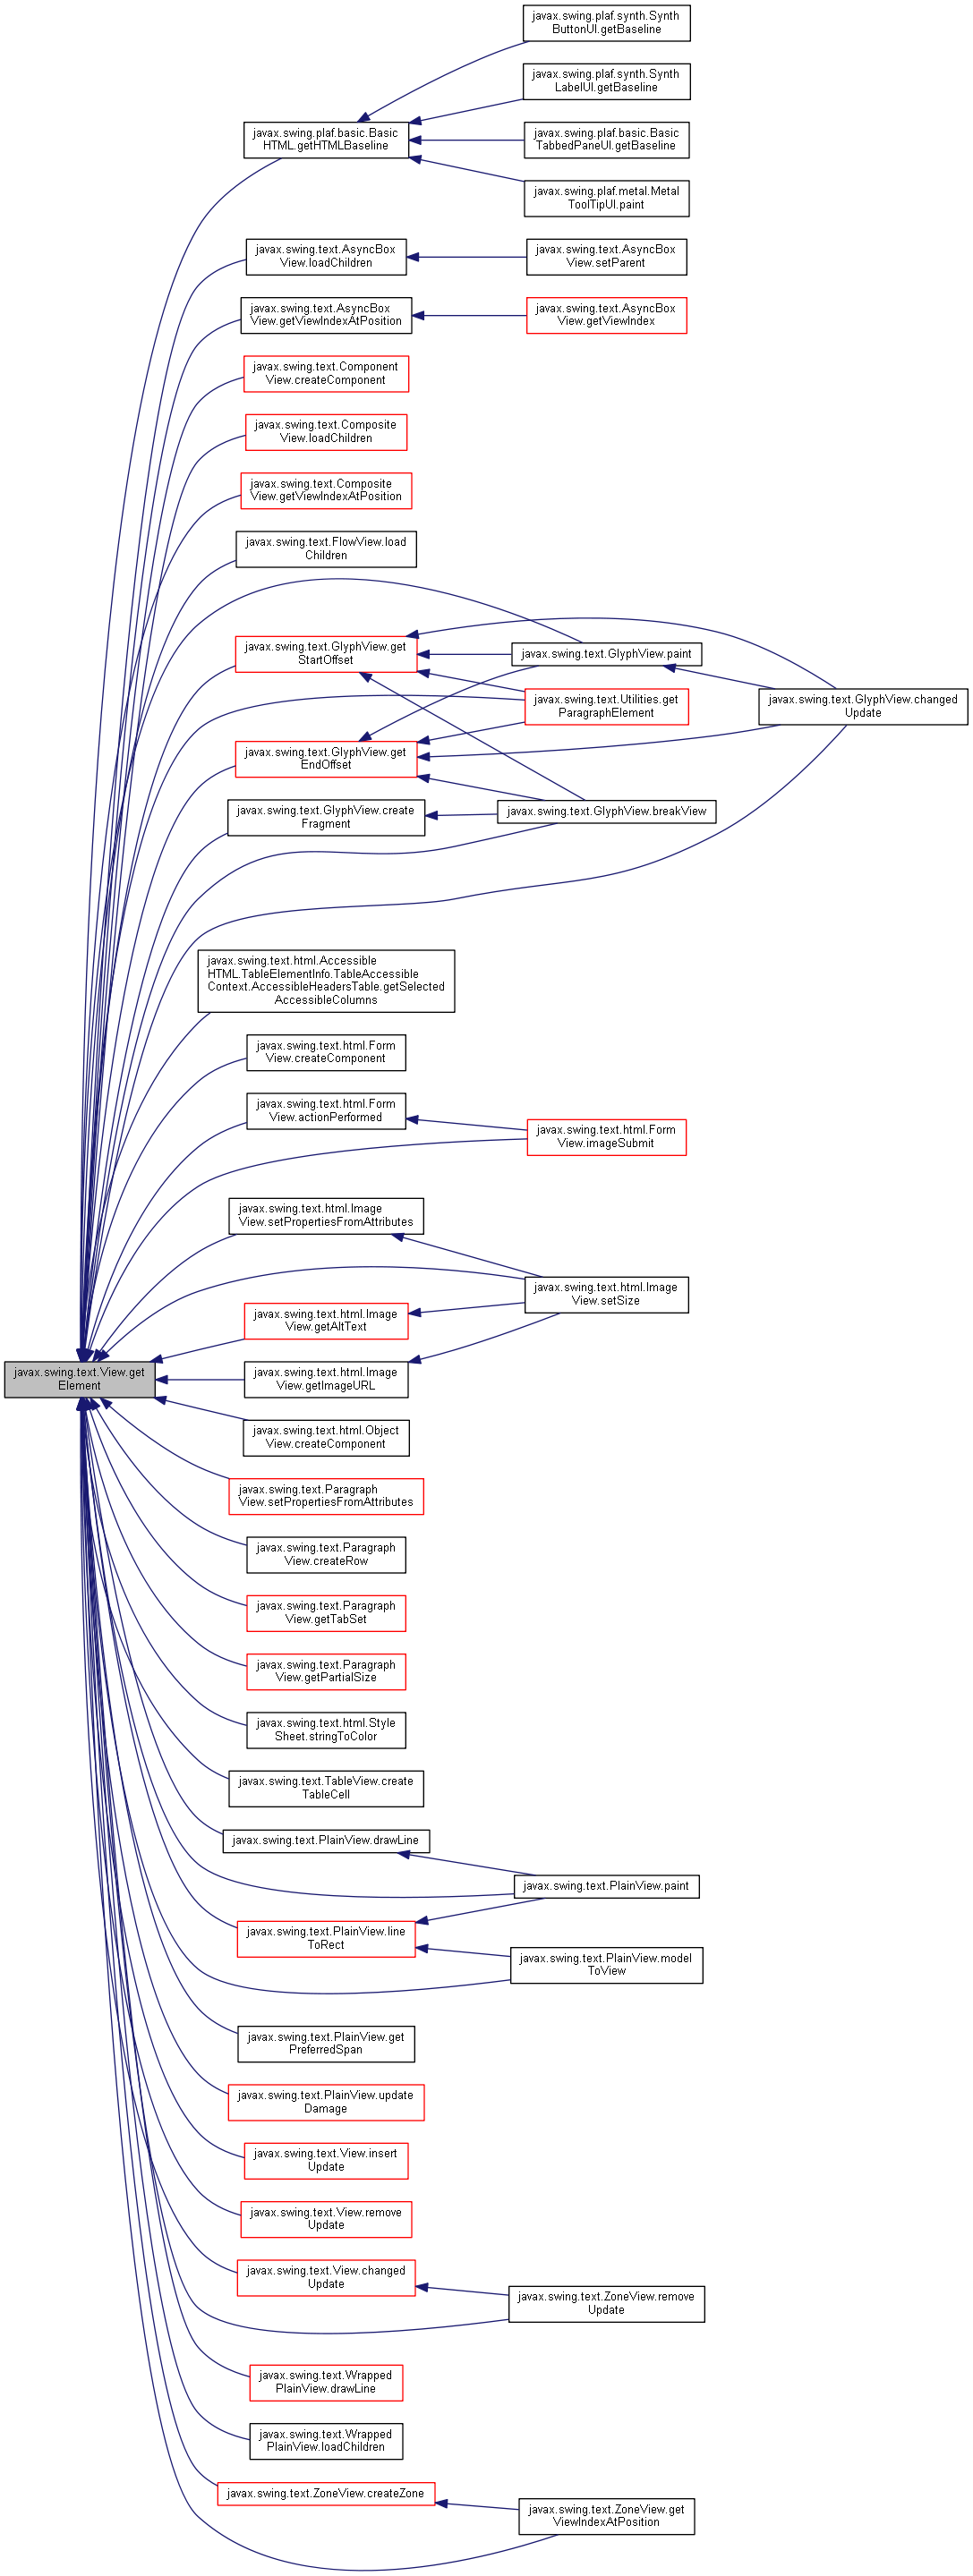 javax.swing.plaf.synth.Synth
ButtonUI.getBaseline
javax.swing.plaf.synth.Synth
LabelUI.getBaseline
javax.swing.plaf.basic.Basic
HTML.getHTMLBaseline
javax.swing.plaf.basic.Basic
TabbedPaneUI.getBaseline
javax.swing.plaf.metal.Metal
ToolTipUI.paint
javax.swing.text.AsyncBox
View.loadChildren
javax.swing.text.AsyncBox
View.setParent
javax.swing.text.AsyncBox
View.getViewIndexAtPosition
javax.swing.text.AsyncBox
View.getViewIndex
javax.swing.text.Component
View.createComponent
javax.swing.text.Composite
View.loadChildren
javax.swing.text.Composite
View.getViewIndexAtPosition
javax.swing.text.FlowView.load
Children
javax.swing.text.GlyphView.get
StartOffset
javax.swing.text.GlyphView.paint
javax.swing.text.Utilities.get
ParagraphElement
javax.swing.text.GlyphView.changed
Update
javax.swing.text.GlyphView.get
EndOffset
javax.swing.text.GlyphView.create
Fragment
javax.swing.text.GlyphView.breakView
javax.swing.text.html.Accessible
HTML.TableElementInfo.TableAccessible
Context.AccessibleHeadersTable.getSelected
AccessibleColumns
javax.swing.text.html.Form
View.createComponent
javax.swing.text.html.Form
View.actionPerformed
javax.swing.text.html.Form
View.imageSubmit
javax.swing.text.html.Image
View.setPropertiesFromAttributes
javax.swing.text.html.Image
View.setSize
javax.swing.text.html.Image
View.getAltText
javax.swing.text.View.get
Element
javax.swing.text.html.Image
View.getImageURL
javax.swing.text.html.Object
View.createComponent
javax.swing.text.Paragraph
View.setPropertiesFromAttributes
javax.swing.text.Paragraph
View.createRow
javax.swing.text.Paragraph
View.getTabSet
javax.swing.text.Paragraph
View.getPartialSize
javax.swing.text.html.Style
Sheet.stringToColor
javax.swing.text.TableView.create
TableCell
javax.swing.text.PlainView.drawLine
javax.swing.text.PlainView.paint
javax.swing.text.PlainView.line
ToRect
javax.swing.text.PlainView.model
ToView
javax.swing.text.PlainView.get
PreferredSpan
javax.swing.text.PlainView.update
Damage
javax.swing.text.View.insert
Update
javax.swing.text.View.remove
Update
javax.swing.text.View.changed
Update
javax.swing.text.ZoneView.remove
Update
javax.swing.text.Wrapped
PlainView.drawLine
javax.swing.text.Wrapped
PlainView.loadChildren
javax.swing.text.ZoneView.createZone
javax.swing.text.ZoneView.get
ViewIndexAtPosition